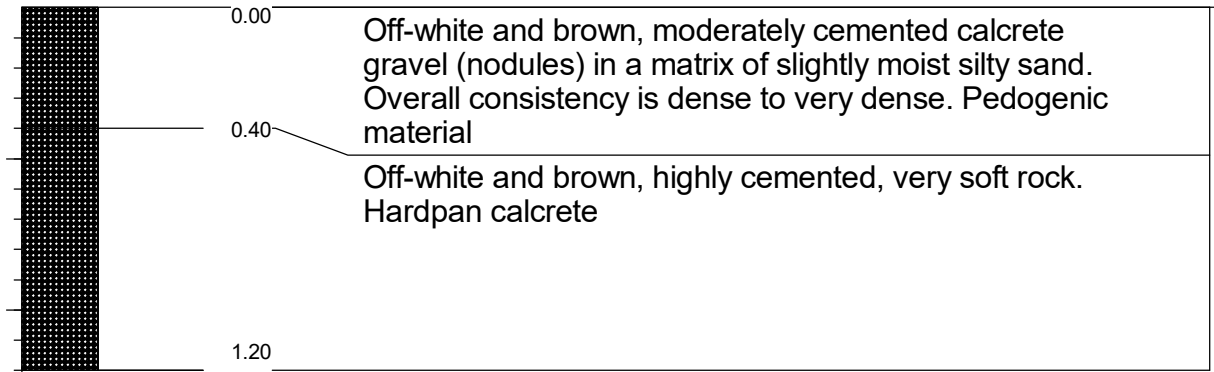 0.00
Off-white and brown, moderately cemented calcrete
gravel (nodules) in a matrix of slightly moist silty sand.
Overall consistency is dense to very dense. Pedogenic
material
0.40
Off-white and brown, highly cemented, very soft rock.
Hardpan calcrete
1.20